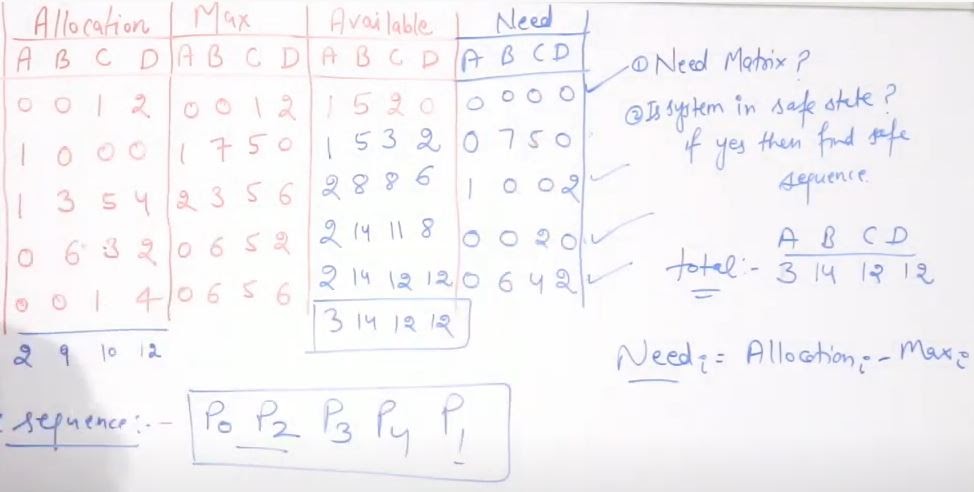 Allocation Max Available Need
A B C D A B C D A B C D A B C D
0 0 1 2 0 0 1 2 1 5 2 0 0 0 0 0
1 0 0 0 1 7 5 0 1 5 3 2 0 7 5 0
1 3 5 4 2 3 5 6 2 8 8 6 1 0 0 2
0 6 3 2 0 6 5 2 2 14 11 8 0 0 2 0
0 0 1 4 0 6 5 6 2 14 12 12 0 6 4 2
2 9 10 12 3 14 12 12
① Need Matrix?
② Is system in safe state?
if yes then find safe
sequence.
A B C D
total:- 3 14 12 12
Needi = Allocationi - Maxi
sequence:- P0 P2 P3 P4 P1